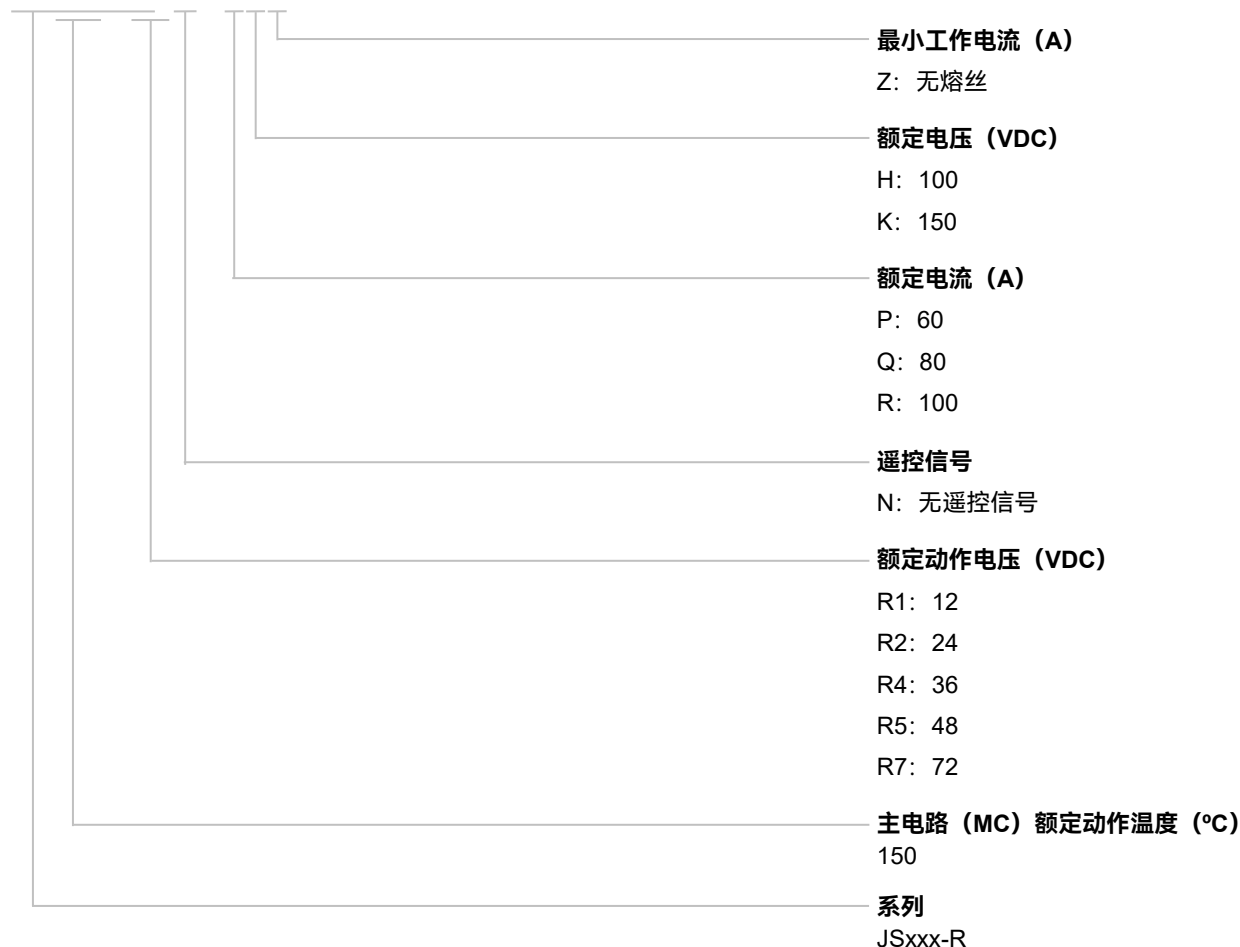 最小工作电流（A）
Z：无熔丝
额定电压（VDC）
H：100
K：150
额定电流（A）
P：60
Q：80
R：100
遥控信号
N：无遥控信号
额定动作电压（VDC）
R1：12
R2：24
R4：36
R5：48
R7：72
主电路（MC）额定动作温度（ºC）
150
系列
JSxxx-R